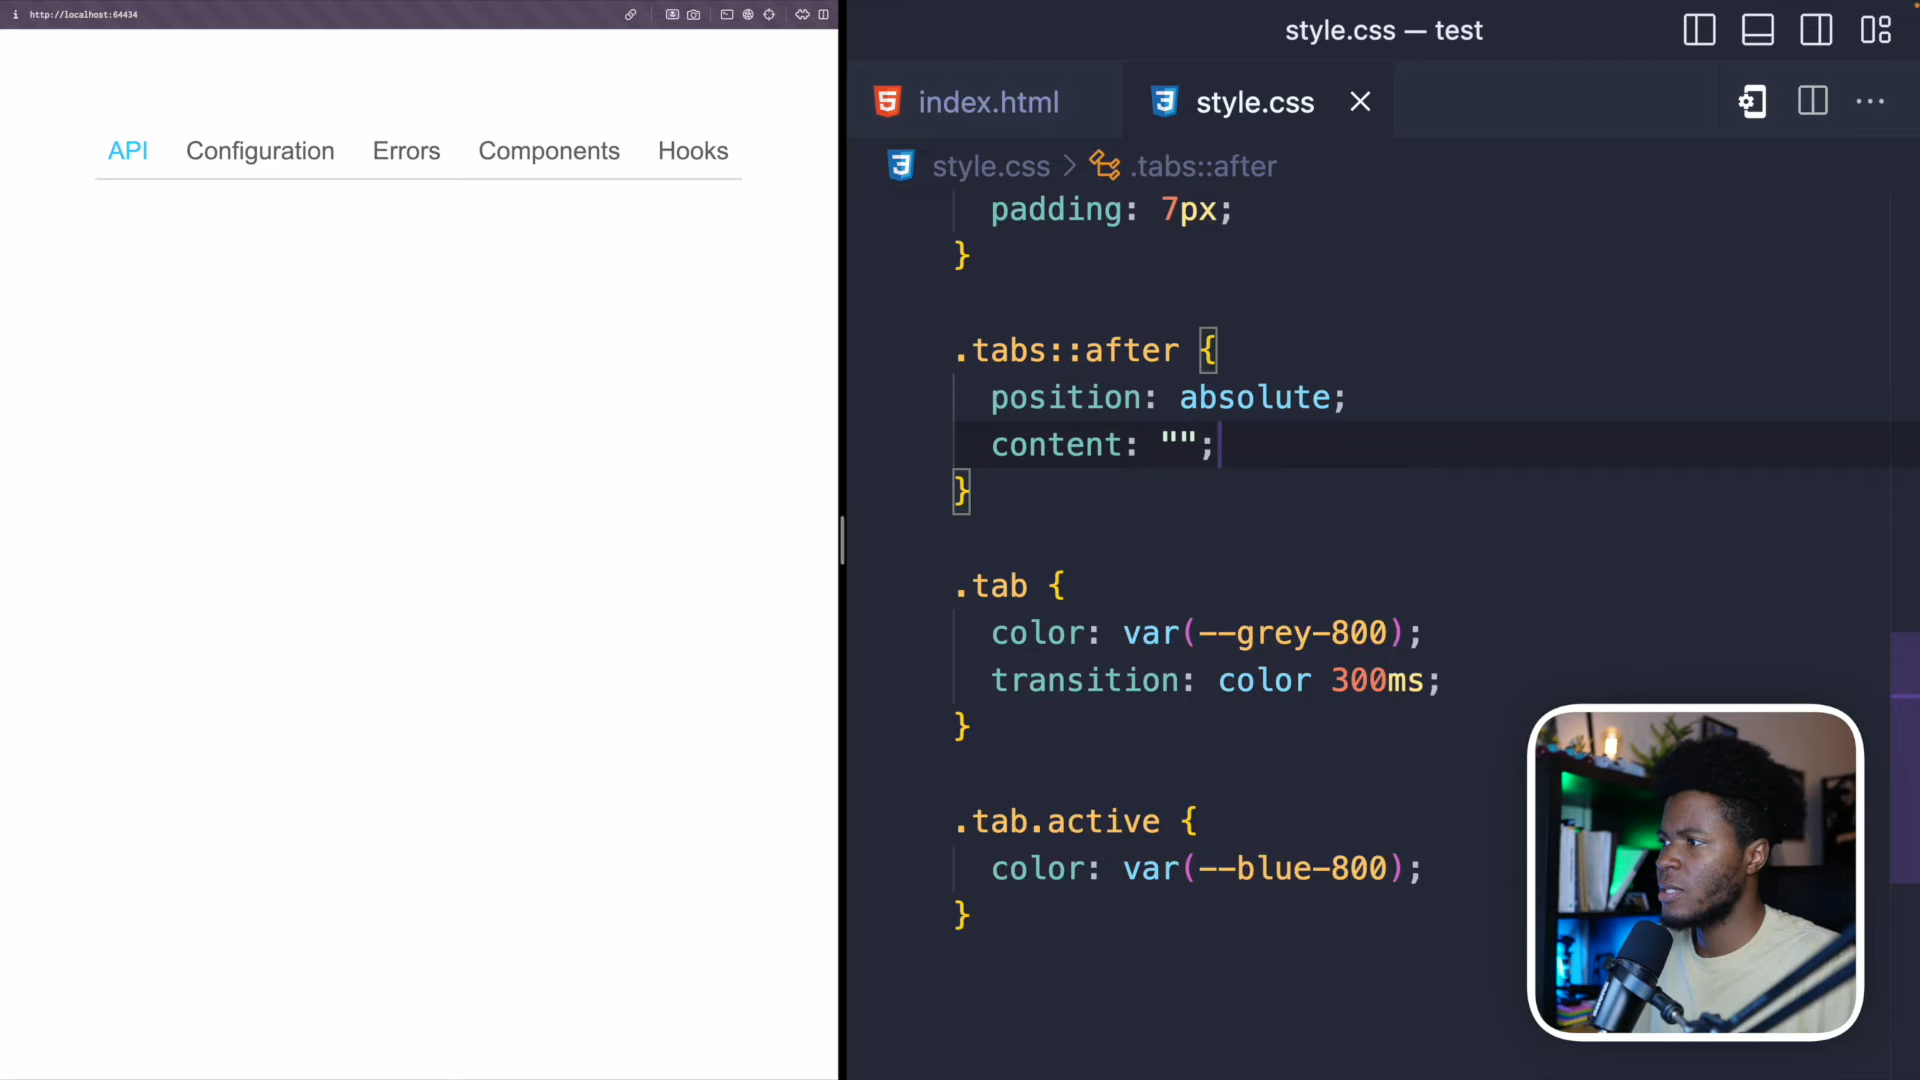 http://localhost:64434
API Configuration Errors Components Hooks
style.css — test
index.html style.css
style.css > .tabs::after
padding: 7px;
}
.tabs::after {
position: absolute;
content: "";
}
.tab {
color: var(--grey-800);
transition: color 300ms;
}
.tab.active {
color: var(--blue-800);
}